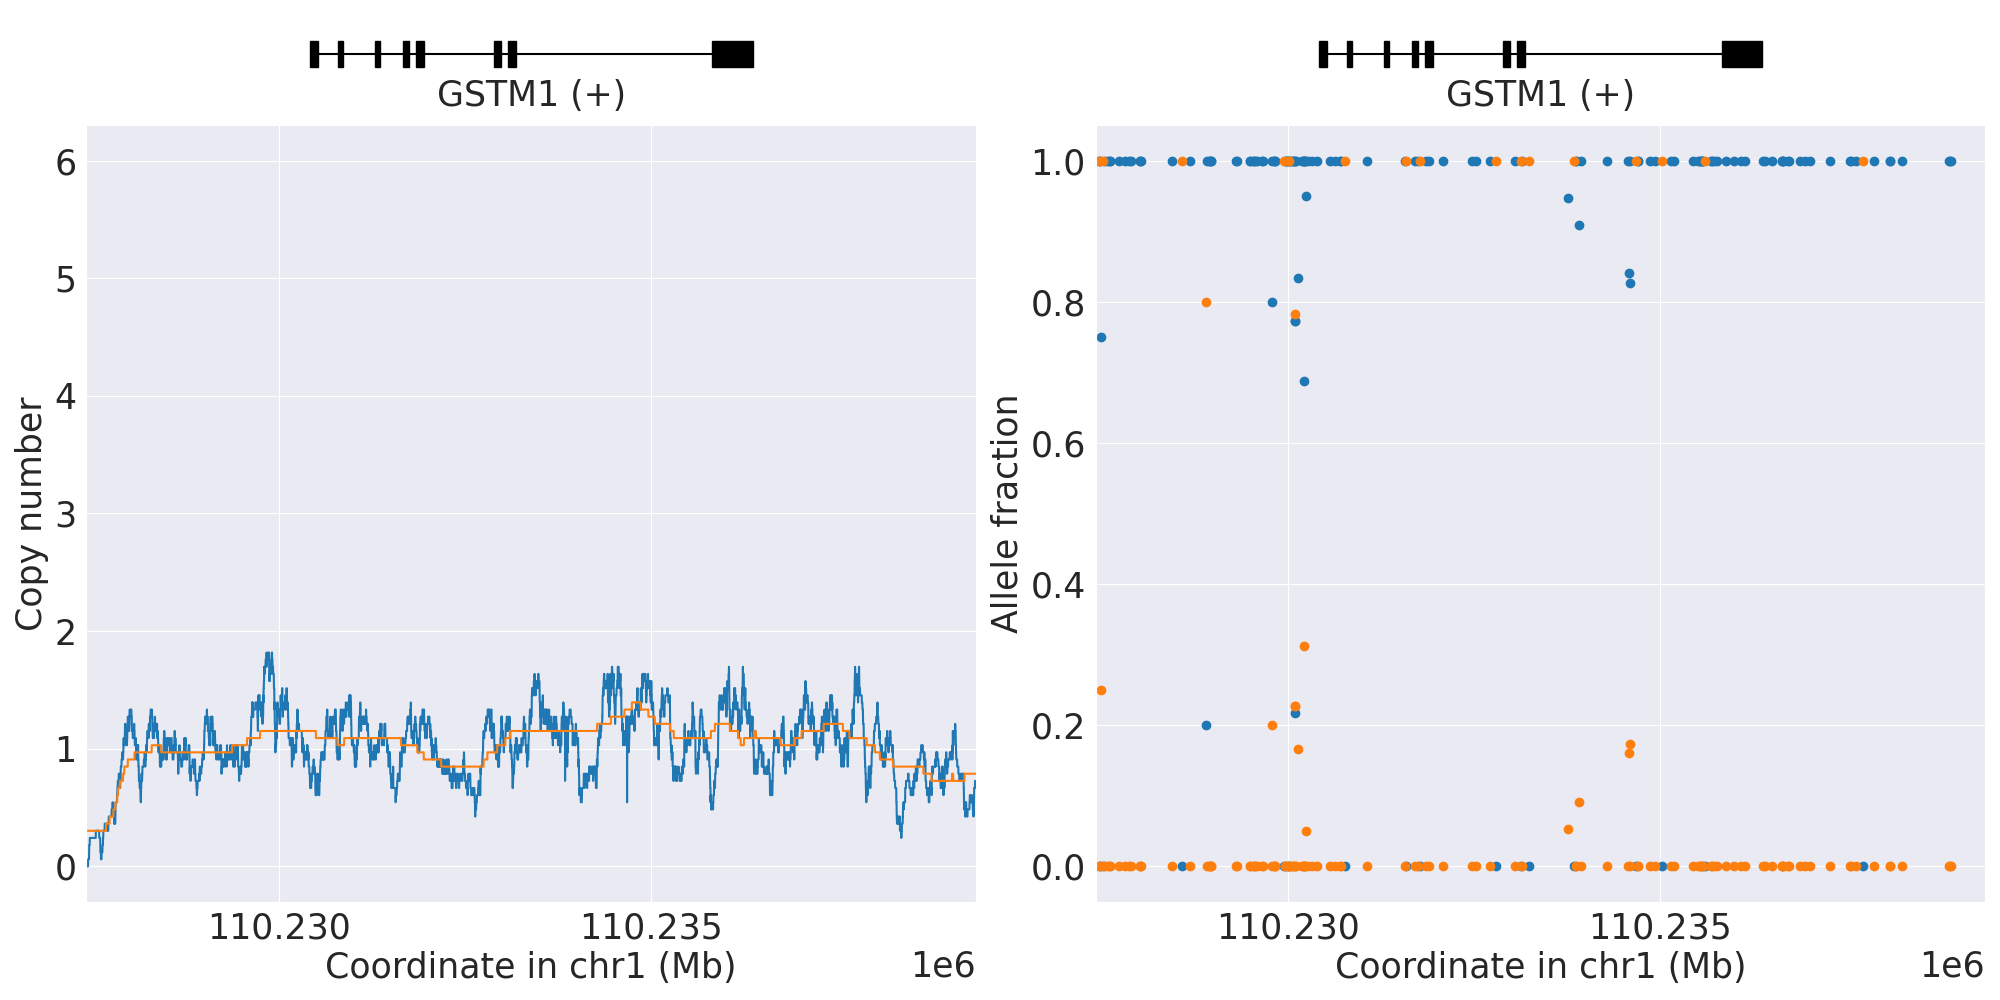 GSTM1 (+)
6
5
4
3
2
1
0
Copy number
110.230
110.235
Coordinate in chr1 (Mb)
1e6
GSTM1 (+)
1.0
0.8
0.6
0.4
0.2
0.0
Allele fraction
110.230
110.235
Coordinate in chr1 (Mb)
1e6